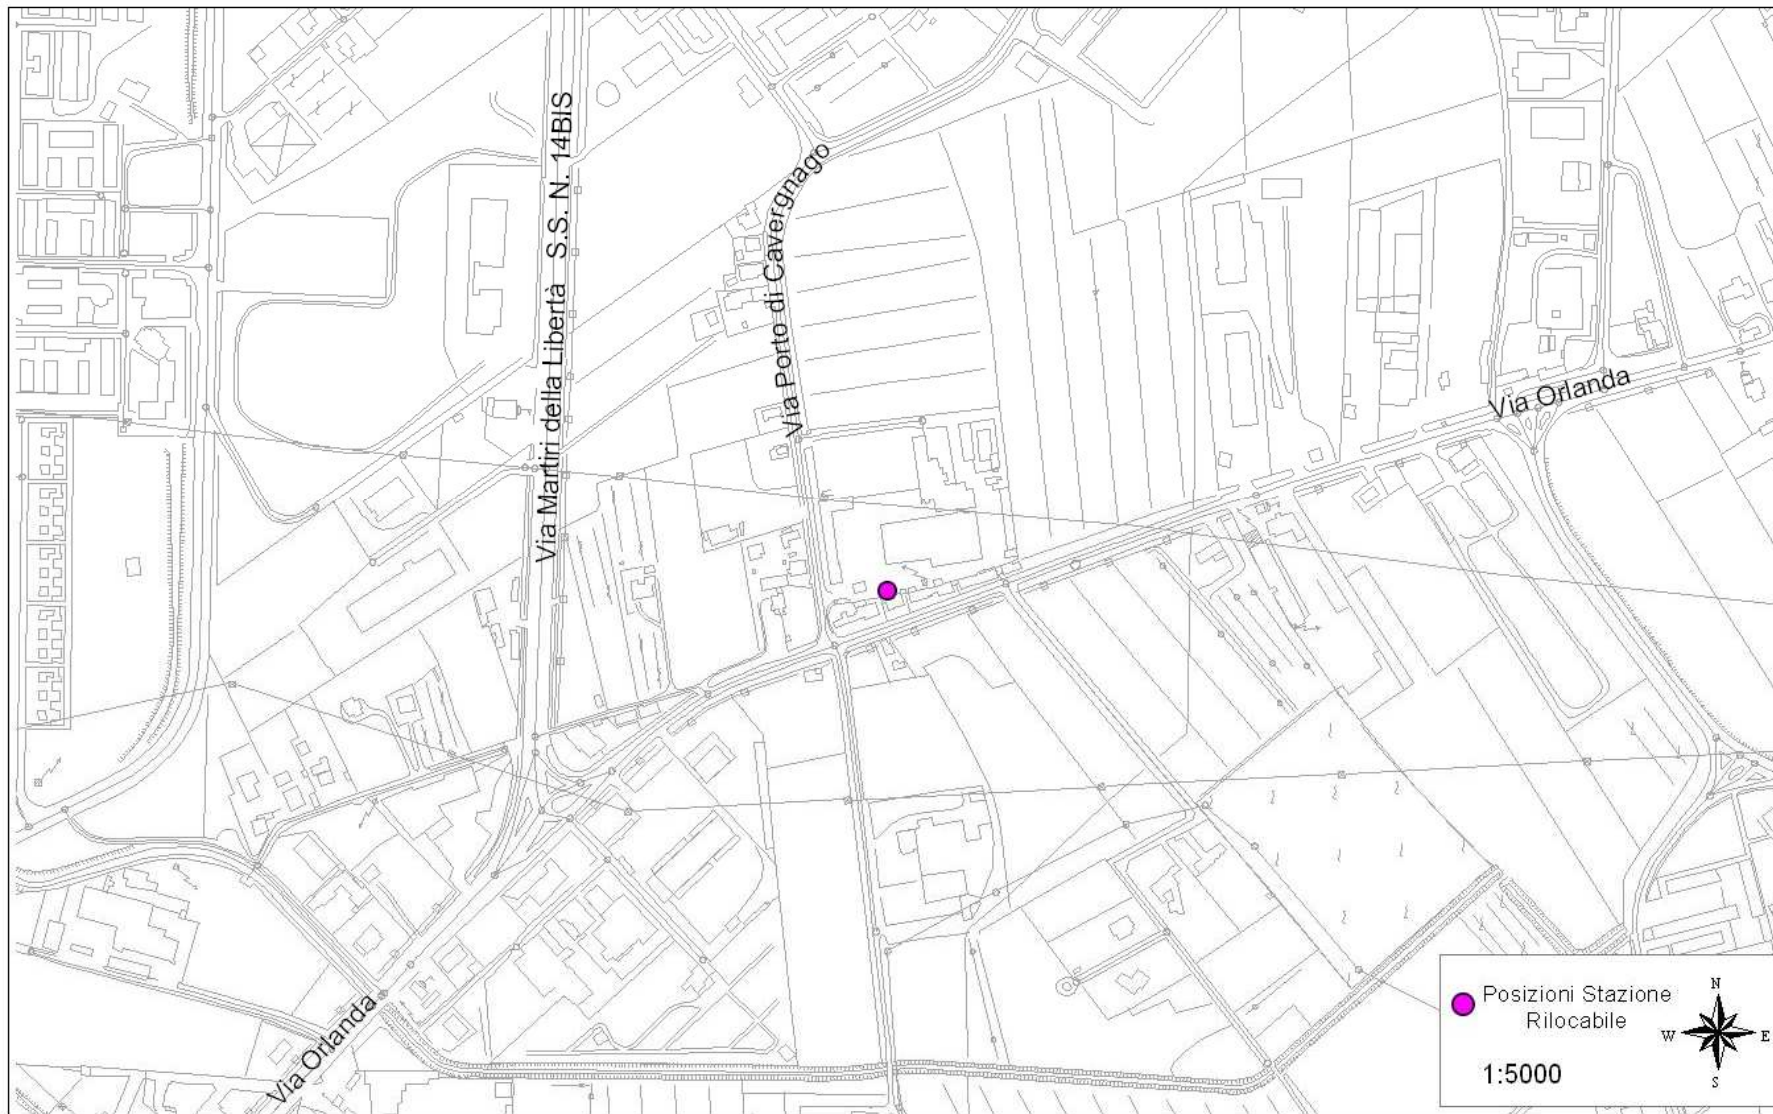 Via Martiri della Libertà S.S. N. 14BIS
Via Porto di Cavergnago
Via Orlanda
Via Orlanda
Posizioni Stazione
Rilocabile
1:5000
N
W
E
S